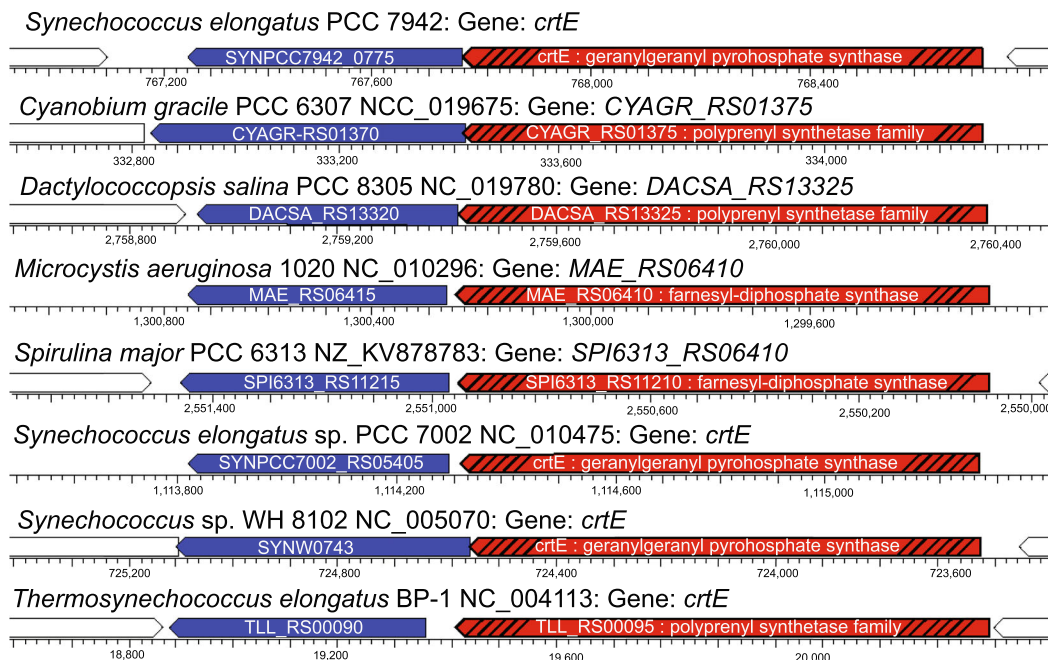 Synechococcus elongatus PCC 7942: Gene: crtE
SYNPCC7942_0775 crtE : geranylgeranyl pyrohosphate synthase
767,200 767,600 768,000 768,400
Cyanobium gracile PCC 6307 NCC_019675: Gene: CYAGR_RS01375
CYAGR-RS01370 CYAGR_RS01375 : polyprenyl synthetase family
332,800 333,200 333,600 334,000
Dactylococcopsis salina PCC 8305 NC_019780: Gene: DACSA_RS13325
DACSA_RS13320 DACSA_RS13325 : polyprenyl synthetase family
2,758,800 2,759,200 2,759,600 2,760,000 2,760,400
Microcystis aeruginosa 1020 NC_010296: Gene: MAE_RS06410
MAE_RS06415 MAE_RS06410 : farnesyl-diphosphate synthase
1,300,800 1,300,400 1,300,000 1,299,600
Spirulina major PCC 6313 NZ_KV878783: Gene: SPI6313_RS06410
SPI6313_RS11215 SPI6313_RS11210 : farnesyl-diphosphate synthase
2,551,400 2,551,000 2,550,600 2,550,200 2,550,000
Synechococcus elongatus sp. PCC 7002 NC_010475: Gene: crtE
SYNPCC7002_RS05405 crtE : geranylgeranyl pyrohosphate synthase
1,113,800 1,114,200 1,114,600 1,115,000
Synechococcus sp. WH 8102 NC_005070: Gene: crtE
SYNW0743 crtE : geranylgeranyl pyrohosphate synthase
725,200 724,800 724,400 724,000 723,600
Thermosynechococcus elongatus BP-1 NC_004113: Gene: crtE
TLL_RS00090 TLL_RS00095 : polyprenyl synthetase family
18,800 19,200 19,600 20,000